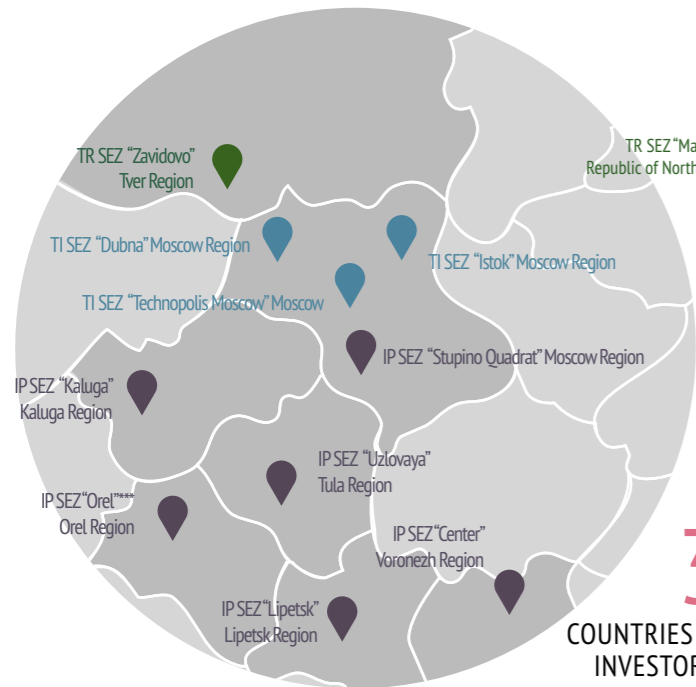 TR SEZ "Zavidovo"
Tver Region
TR SEZ "Ma
Republic of North
TI SEZ "Dubna" Moscow Region
TI SEZ "Istok" Moscow Region
TI SEZ "Technopolis Moscow" Moscow
IP SEZ "Stupino Quadrat" Moscow Region
IP SEZ "Kaluga"
Kaluga Region
IP SEZ "Uzlovaya"
Tula Region
IP SEZ "Orel"***
Orel Region
IP SEZ "Center"
Voronezh Region
IP SEZ "Lipetsk"
Lipetsk Region
COUNTRIES
INVESTOR